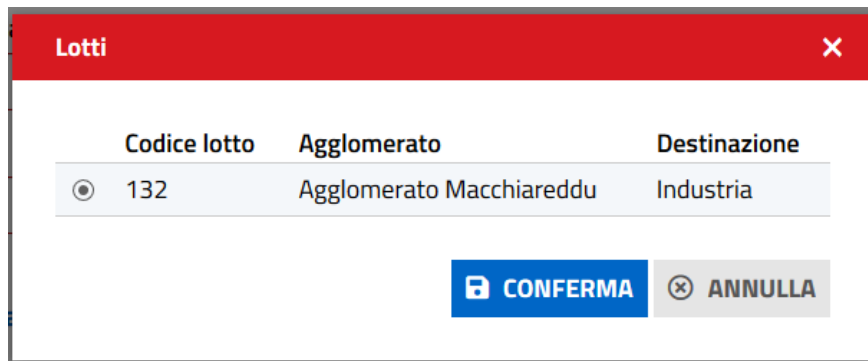 Lotti
Codice lotto Agglomerato Destinazione
132 Agglomerato Macchiareddu Industria
CONFERMA ANNULLA